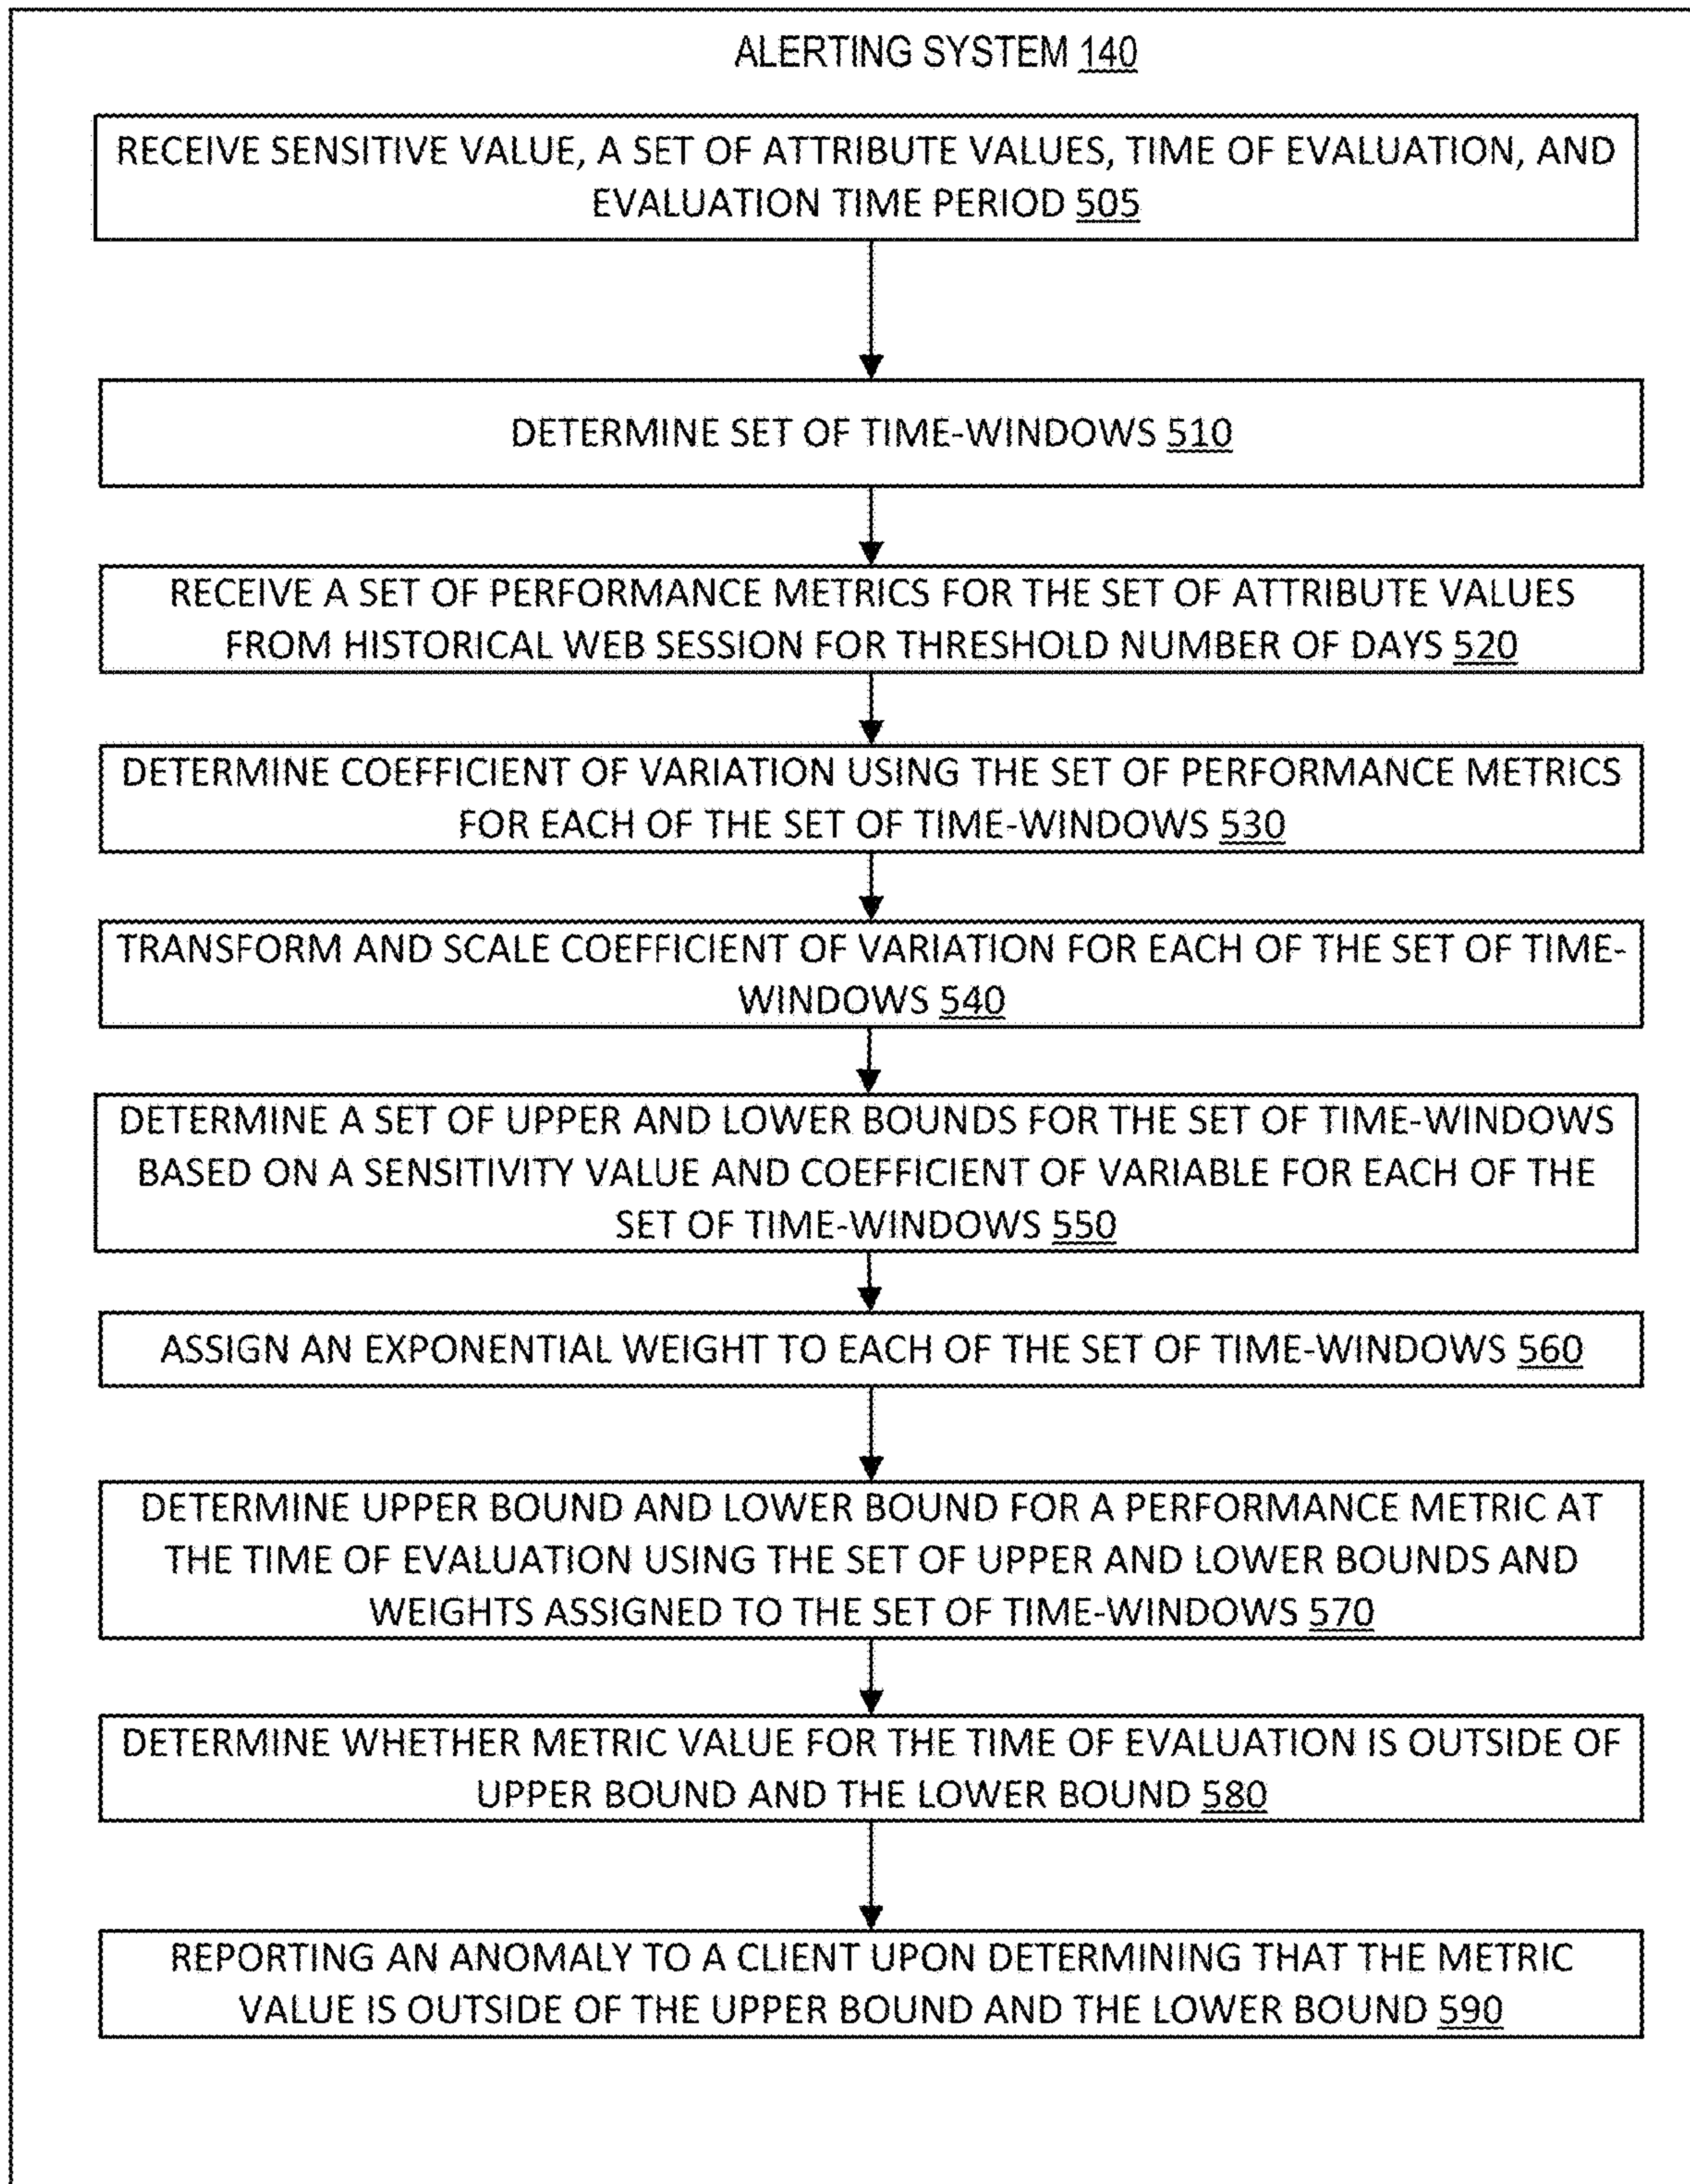 ALERTING SYSTEM 140
RECEIVE SENSITIVE VALUE, A SET OF ATTRIBUTE VALUES, TIME OF EVALUATION, AND
EVALUATION TIME PERIOD 505
DETERMINE SET OF TIME-WINDOWS 510
RECEIVE A SET OF PERFORMANCE METRICS FOR THE SET OF ATTRIBUTE VALUES
FROM HISTORICAL WEB SESSION FOR THRESHOLD NUMBER OF DAYS 520
DETERMINE COEFFICIENT OF VARIATION USING THE SET OF PERFORMANCE METRICS
FOR EACH OF THE SET OF TIME-WINDOWS 530
TRANSFORM AND SCALE COEFFICIENT OF VARIATION FOR EACH OF THE SET OF TIME-
WINDOWS 540
DETERMINE A SET OF UPPER AND LOWER BOUNDS FOR THE SET OF TIME-WINDOWS
BASED ON A SENSITIVITY VALUE AND COEFFICIENT OF VARIABLE FOR EACH OF THE
SET OF TIME-WINDOWS 550
ASSIGN AN EXPONENTIAL WEIGHT TO EACH OF THE SET OF TIME-WINDOWS 560
DETERMINE UPPER BOUND AND LOWER BOUND FOR A PERFORMANCE METRIC AT
THE TIME OF EVALUATION USING THE SET OF UPPER AND LOWER BOUNDS AND
WEIGHTS ASSIGNED TO THE SET OF TIME-WINDOWS 570
DETERMINE WHETHER METRIC VALUE FOR THE TIME OF EVALUATION IS OUTSIDE OF
UPPER BOUND AND THE LOWER BOUND 580
REPORTING AN ANOMALY TO A CLIENT UPON DETERMINING THAT THE METRIC
VALUE IS OUTSIDE OF THE UPPER BOUND AND THE LOWER BOUND 590